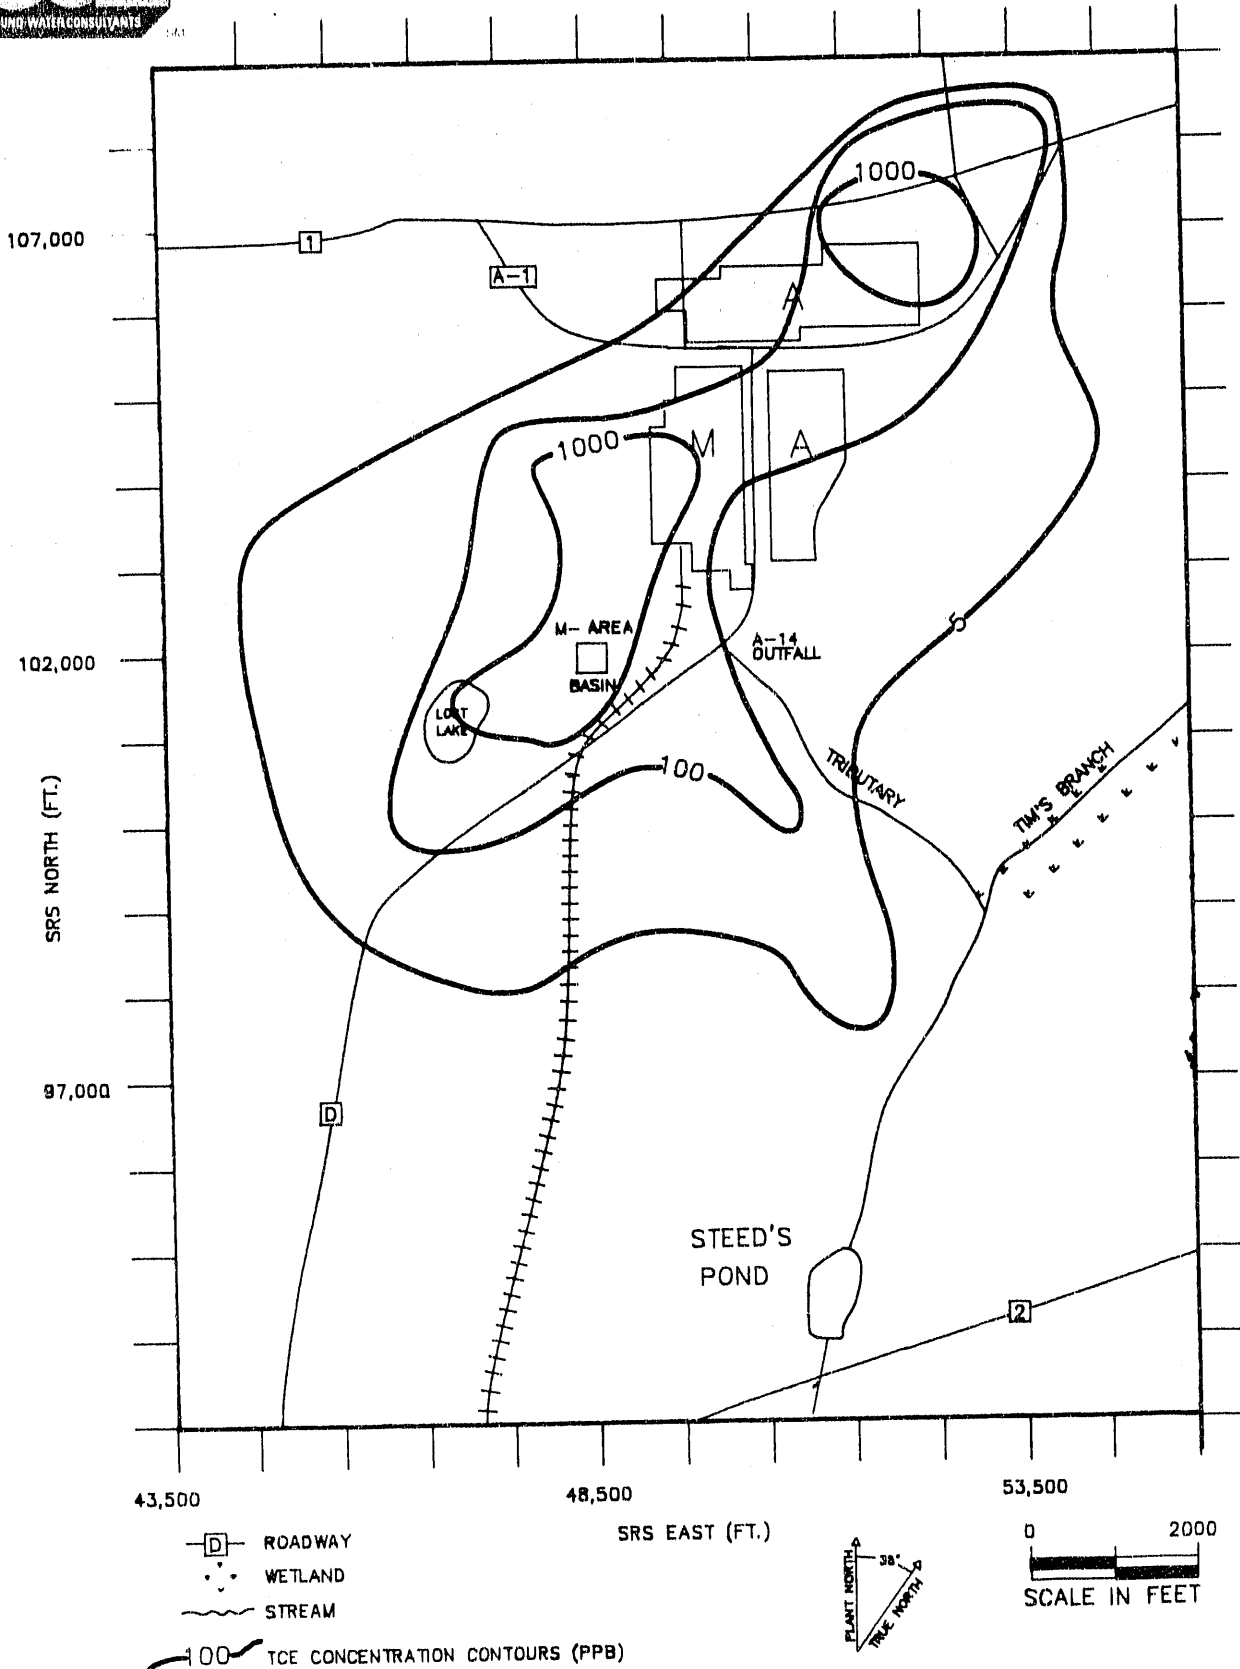 UND-WATER CONSULTANTS
1000
107,000
1
A-1
A
1000
M
A
5
M- AREA
BASIN
A-14
OUTFALL
102,000
LOST
LAKE
100
TRIBUTARY
TIM'S BRANCH
SRS NORTH (FT.)
97,000
D
STEED'S
POND
2
43,500
48,500
53,500
SRS EAST (FT.)
0
2000
SCALE IN FEET
D
ROADWAY
WETLAND
STREAM
100
TCE CONCENTRATION CONTOURS (PPB)
PLANT NORTH
38°
TRUE NORTH